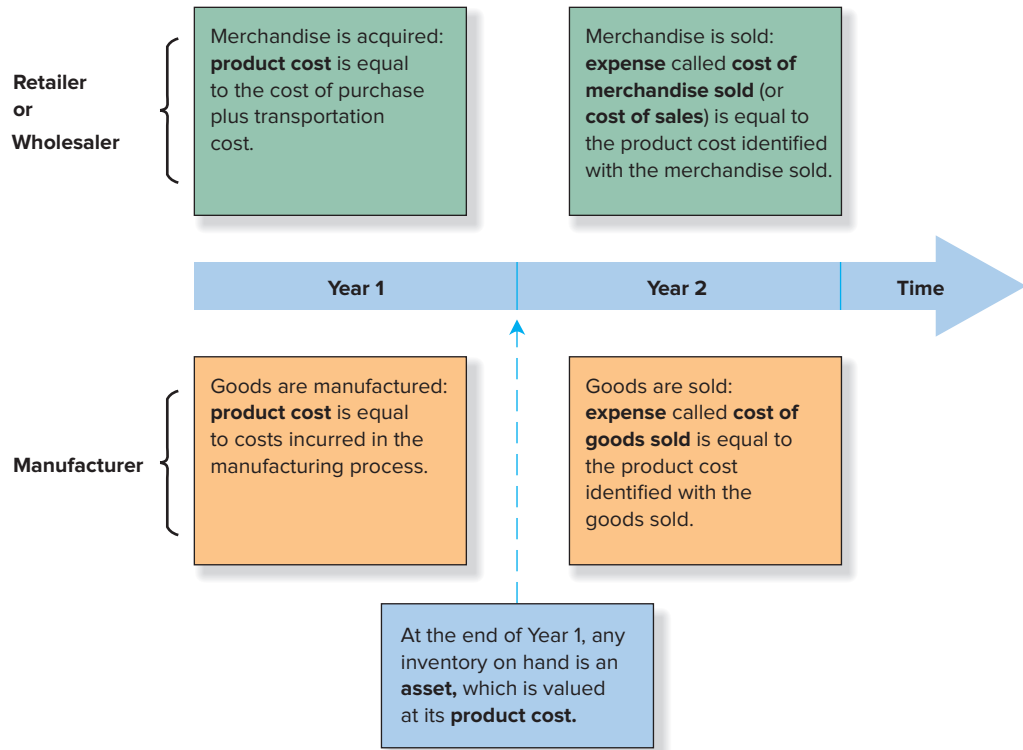 Retailer
or
Wholesaler
Merchandise is acquired:
product cost is equal
to the cost of purchase
plus transportation
cost.
Merchandise is sold:
expense called cost of
merchandise sold (or
cost of sales) is equal to
the product cost identified
with the merchandise sold.
Year 1
Year 2
Time
Manufacturer
Goods are manufactured:
product cost is equal
to costs incurred in the
manufacturing process.
Goods are sold:
expense called cost of
goods sold is equal to
the product cost
identified with the
goods sold.
At the end of Year 1, any
inventory on hand is an
asset, which is valued
at its product cost.